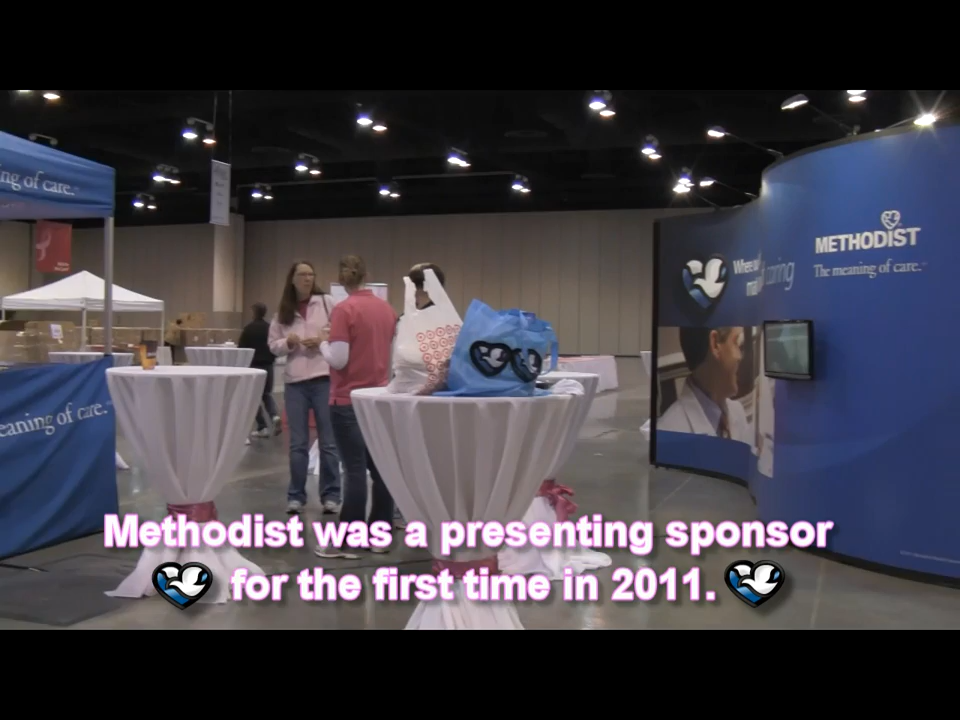 ng of care.
METHODIST
The meaning of care.
eaning of care.
Methodist was a presenting sponsor
for the first time in 2011.